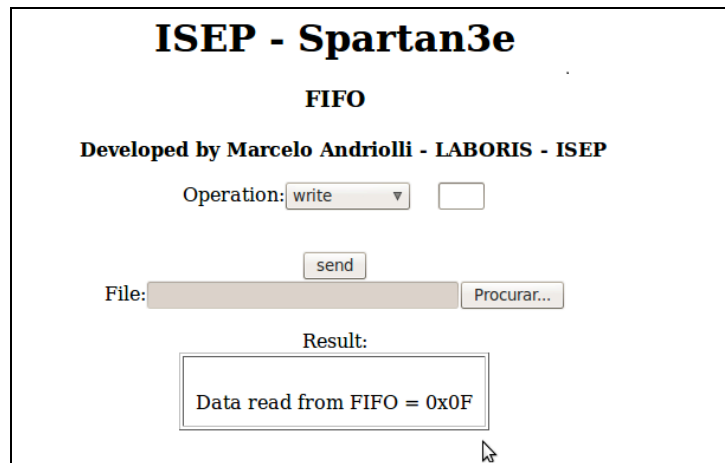 ISEP - Spartan3e
FIFO
Developed by Marcelo Andriolli - LABORIS - ISEP
Operation: write
send
File: Procurar...
Result:
Data read from FIFO = 0x0F